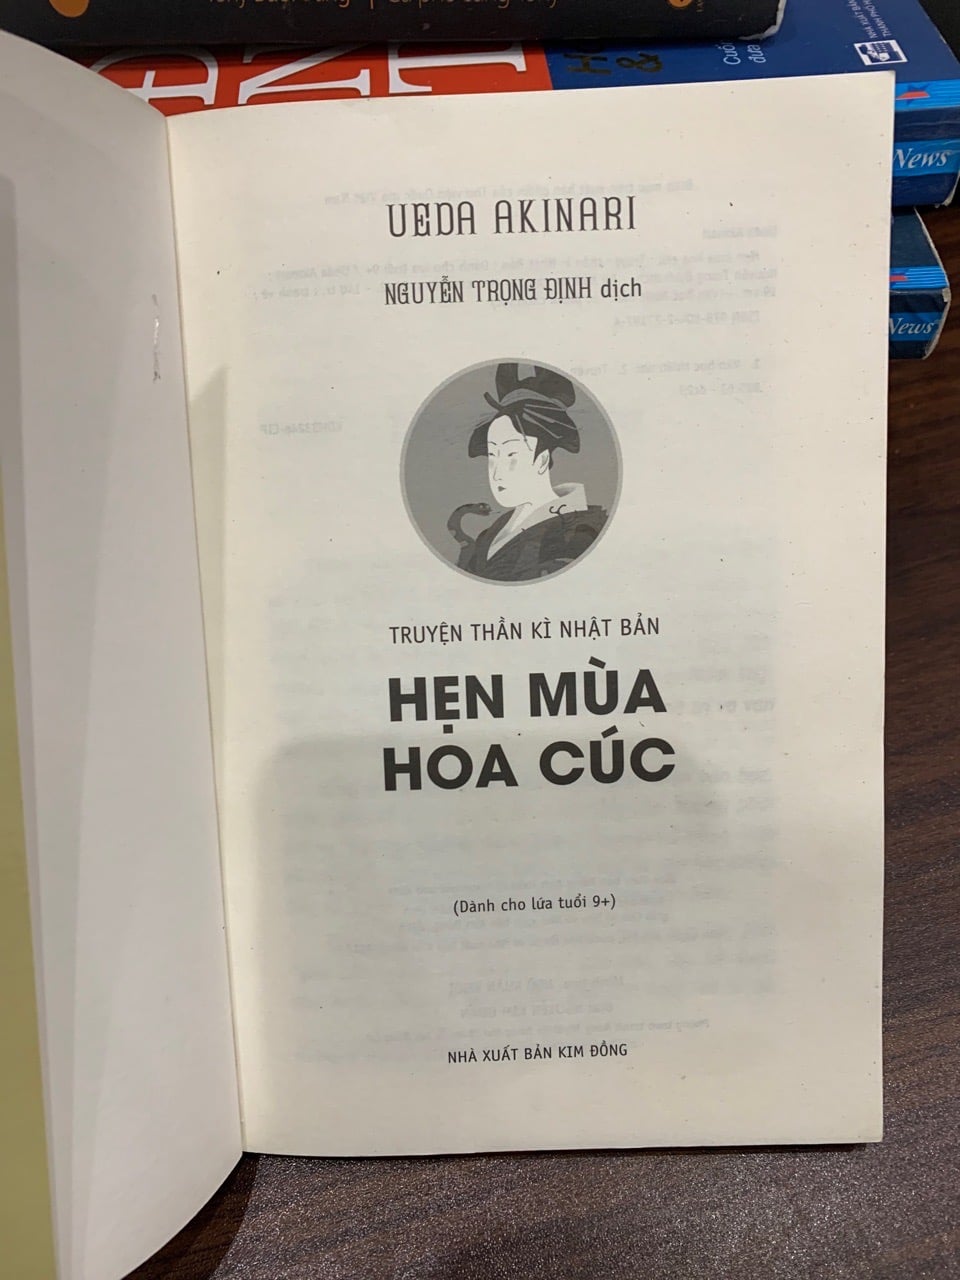 UEDA AKINARI
NGUYỄN TRỌNG ĐỊNH dịch
TRUYỆN THẦN KÌ NHẬT BẢN
HẸN MÙA
HOA CÚC
(Dành cho lứa tuổi 9+)
NHÀ XUẤT BẢN KIM ĐỒNG
News
News